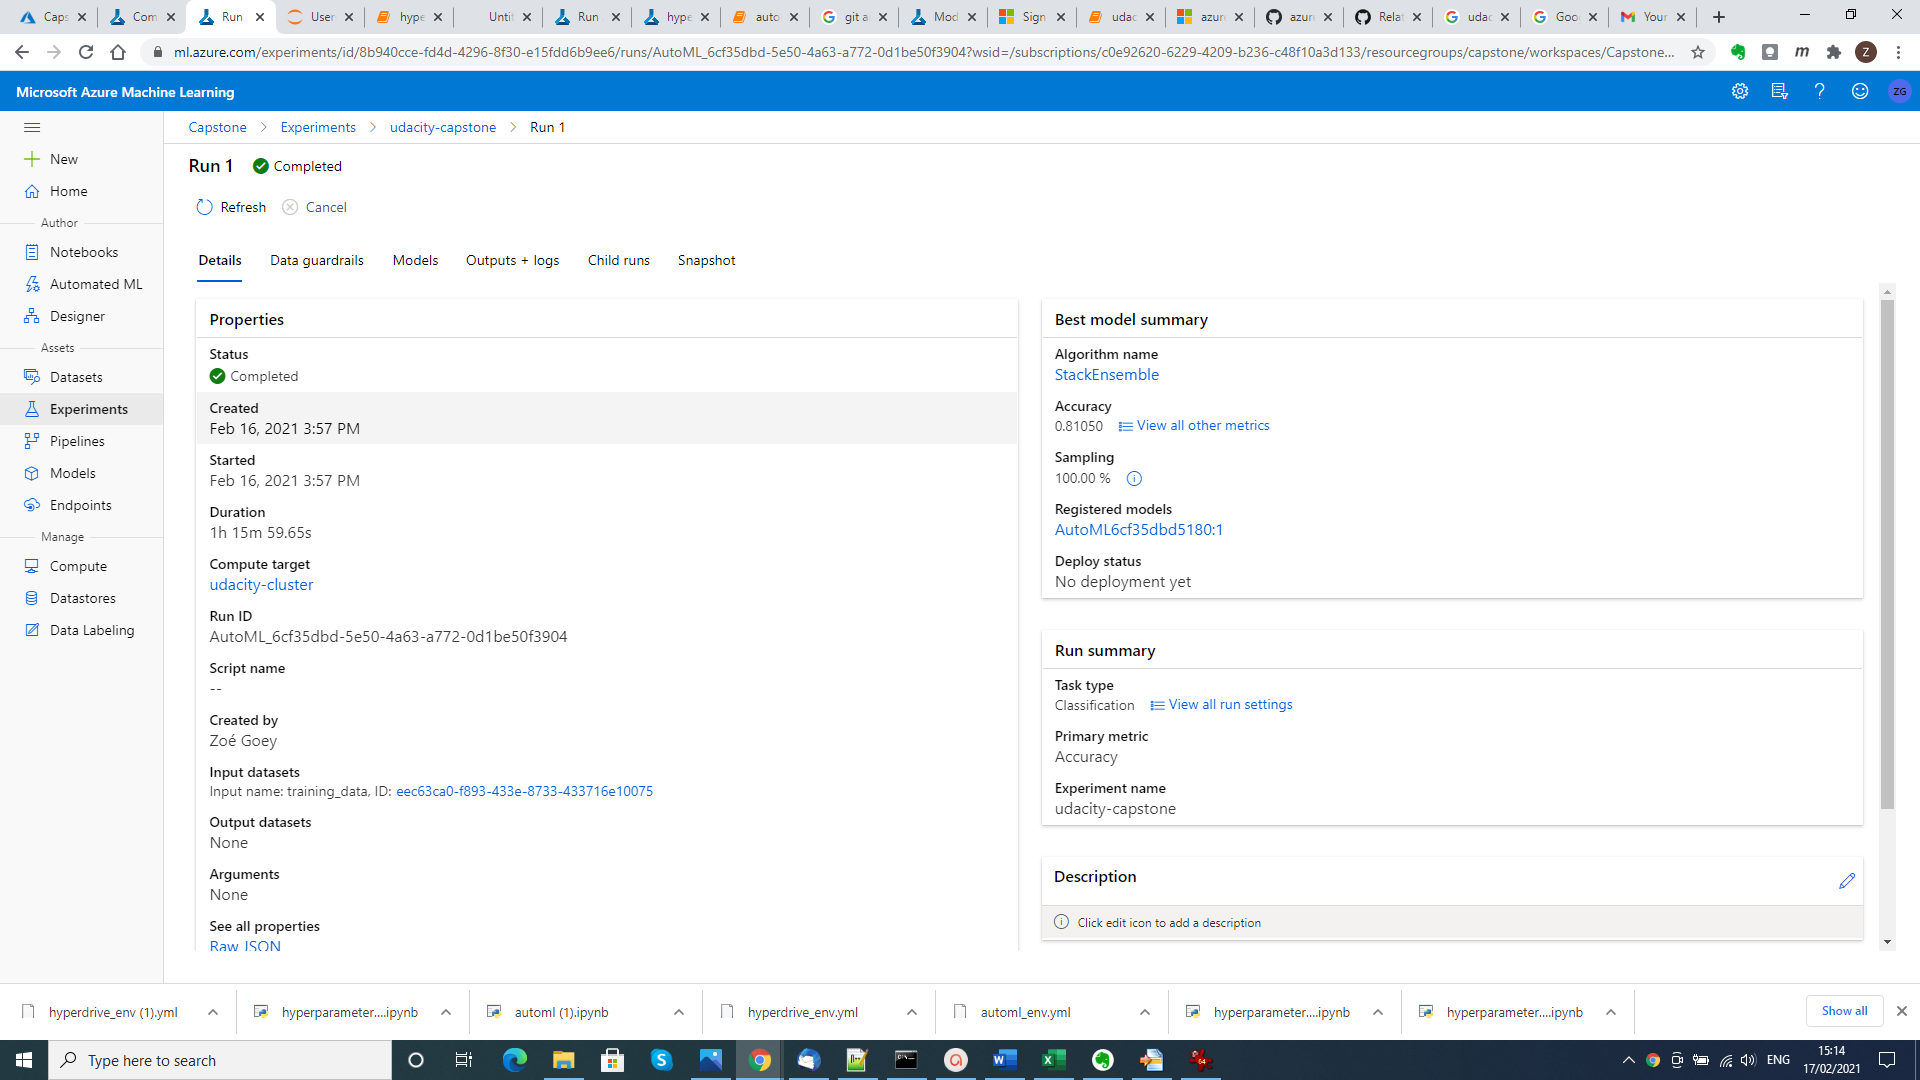 Caps
Com
Run
User
hype
Untit
Run
hype
auto
git a
Mod
Sign
udac
azure
azure
Relat
udac
Goo
Your
ml.azure.com/experiments/id/8b940cce-fd4d-4296-8f30-e15fdd6b9ee6/runs/AutoML_6cf35dbd-5e50-4a63-a772-0d1be50f3904?wsid=/subscriptions/c0e92620-6229-4209-b236-c48f10a3d133/resourcegroups/capstone/workspaces/Capstone...
m
Z
Microsoft Azure Machine Learning
ZG
New
Home
Author
Notebooks
Automated ML
Designer
Assets
Datasets
Experiments
Pipelines
Models
Endpoints
Manage
Compute
Datastores
Data Labeling
Capstone > Experiments > udacity-capstone > Run 1
Run 1 Completed
Refresh Cancel
Details Data guardrails Models Outputs + logs Child runs Snapshot
Properties
Status
Completed
Created
Feb 16, 2021 3:57 PM
Started
Feb 16, 2021 3:57 PM
Duration
1h 15m 59.65s
Compute target
udacity-cluster
Run ID
AutoML_6cf35dbd-5e50-4a63-a772-0d1be50f3904
Script name
--
Created by
Zoé Goey
Input datasets
Input name: training_data, ID: eec63ca0-f893-433e-8733-433716e10075
Output datasets
None
Arguments
None
See all properties
Raw JSON
Best model summary
Algorithm name
StackEnsemble
Accuracy
0.81050 View all other metrics
Sampling
100.00 %
Registered models
AutoML6cf35dbd5180:1
Deploy status
No deployment yet
Run summary
Task type
Classification View all run settings
Primary metric
Accuracy
Experiment name
udacity-capstone
Description
Click edit icon to add a description
hyperdrive_env (1).yml
hyperparameter....ipynb
automl (1).ipynb
hyperdrive_env.yml
automl_env.yml
hyperparameter....ipynb
hyperparameter....ipynb
Show all
Type here to search
ENG
15:14
17/02/2021